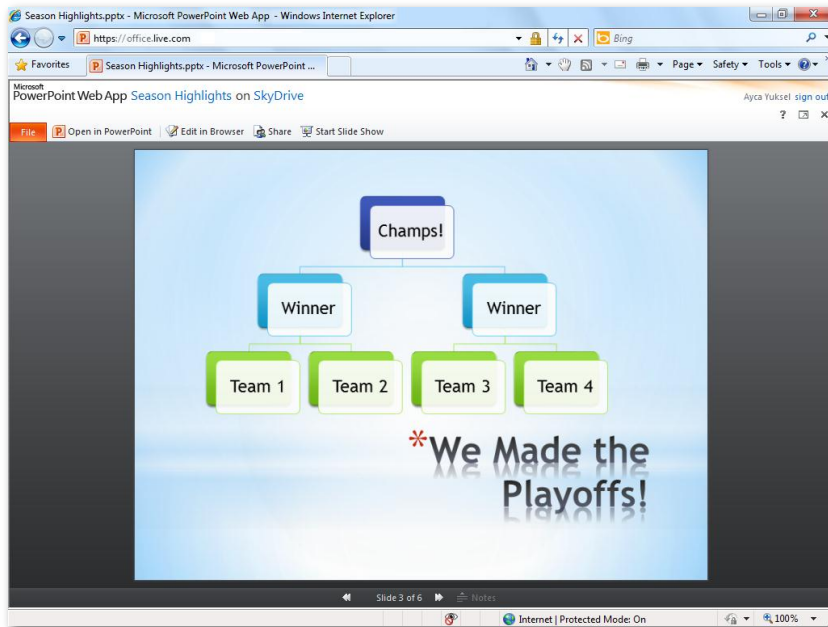 Season Highlights.pptx - Microsoft PowerPoint Web App - Windows Internet Explorer
https://office.live.com
Bing
Favorites
Season Highlights.pptx - Microsoft PowerPoint ...
Page
Safety
Tools
Microsoft
PowerPoint Web App Season Highlights on SkyDrive
Ayca Yuksel sign out
File
Open in PowerPoint
Edit in Browser
Share
Start Slide Show
Champs!
Winner
Winner
Team 1
Team 2
Team 3
Team 4
*We Made the
Playoffs!
Slide 3 of 6
Notes
Internet | Protected Mode: On
100%